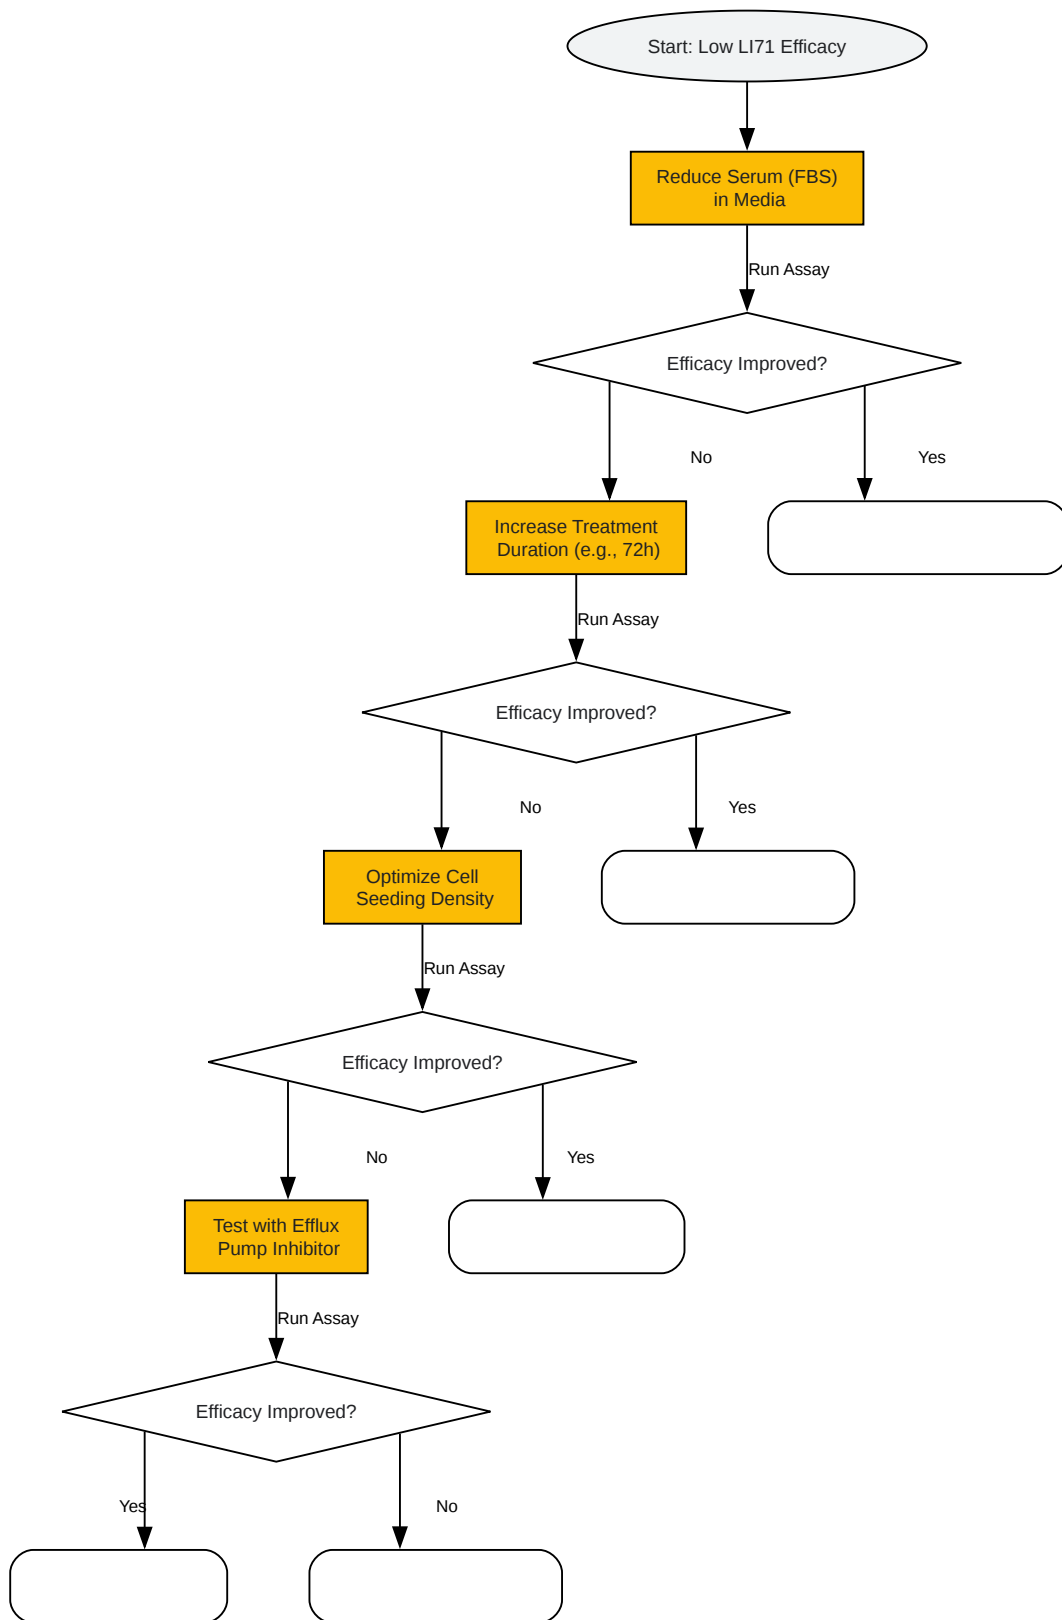 Start: Low LI71 Efficacy
Reduce Serum (FBS)
in Media
Run Assay
Efficacy Improved?
No
Yes
Increase Treatment
Duration (e.g., 72h)
Run Assay
Efficacy Improved?
No
Yes
Optimize Cell
Seeding Density
Run Assay
Efficacy Improved?
No
Yes
Test with Efflux
Pump Inhibitor
Run Assay
Efficacy Improved?
Yes
No